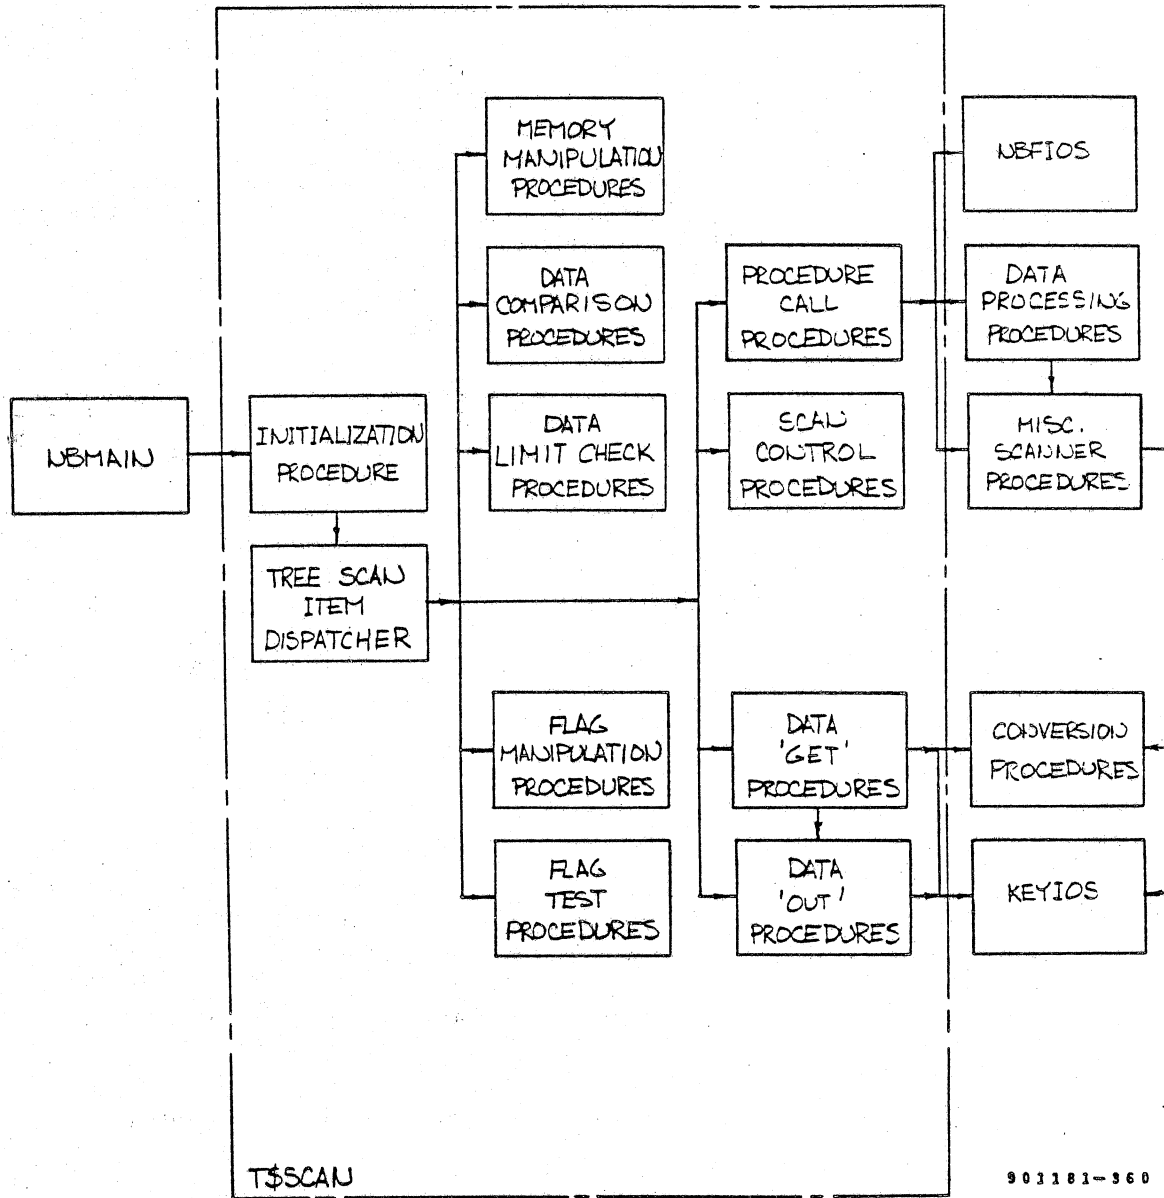 MEMORY
MANIPULATION
PROCEDURES
NBFIOS
DATA
COMPARISON
PROCEDURES
PROCEDURE
CALL
PROCEDURES
DATA
PROCESSING
PROCEDURES
NBMAIN
INITIALIZATION
PROCEDURE
DATA
LIMIT CHECK
PROCEDURES
SCAN
CONTROL
PROCEDURES
MISC.
SCANNER
PROCEDURES
TREE SCAN
ITEM
DISPATCHER
FLAG
MANIPULATION
PROCEDURES
DATA
'GET'
PROCEDURES
CONVERSION
PROCEDURES
FLAG
TEST
PROCEDURES
DATA
'OUT'
PROCEDURES
KEYIOS
T$SCAN
901181-360